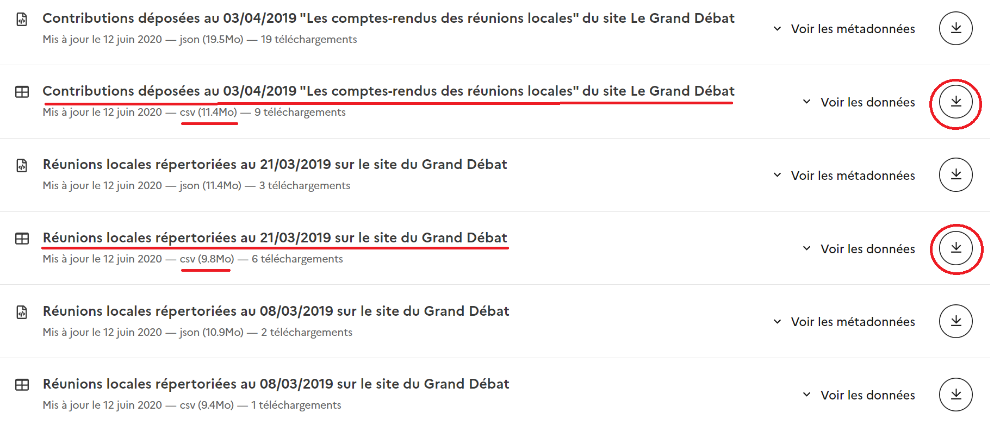 Contributions déposées au 03/04/2019 "Les comptes-rendus des réunions locales" du site Le Grand Débat
Mis à jour le 12 juin 2020 — json (19.5Mo) — 19 téléchargements
Voir les métadonnées
Contributions déposées au 03/04/2019 "Les comptes-rendus des réunions locales" du site Le Grand Débat
Mis à jour le 12 juin 2020 — csv (11.4Mo) — 9 téléchargements
Voir les données
Réunions locales répertoriées au 21/03/2019 sur le site du Grand Débat
Mis à jour le 12 juin 2020 — json (11.4Mo) — 3 téléchargements
Voir les métadonnées
Réunions locales répertoriées au 21/03/2019 sur le site du Grand Débat
Mis à jour le 12 juin 2020 — csv (9.8Mo) — 6 téléchargements
Voir les données
Réunions locales répertoriées au 08/03/2019 sur le site du Grand Débat
Mis à jour le 12 juin 2020 — json (10.9Mo) — 2 téléchargements
Voir les métadonnées
Réunions locales répertoriées au 08/03/2019 sur le site du Grand Débat
Mis à jour le 12 juin 2020 — csv (9.4Mo) — 1 téléchargements
Voir les données